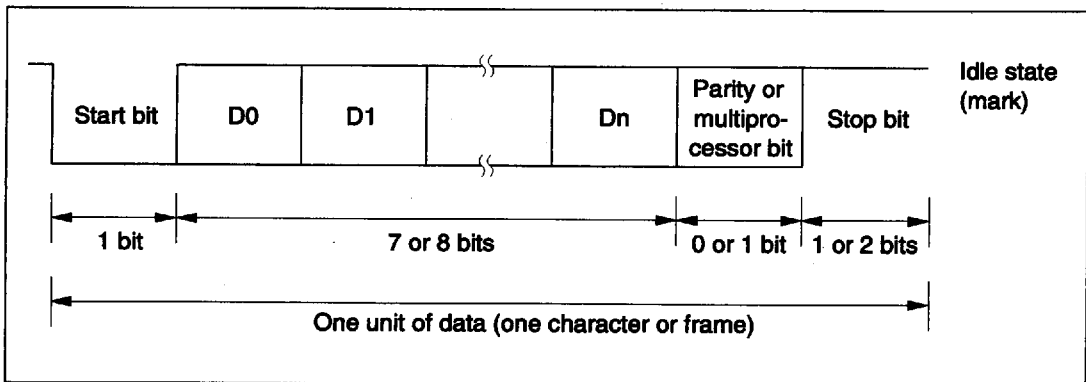 Idle state
(mark)
Start bit
D0
D1
Dn
Parity or
multipro-
cessor bit
Stop bit
1 bit
7 or 8 bits
0 or 1 bit
1 or 2 bits
One unit of data (one character or frame)